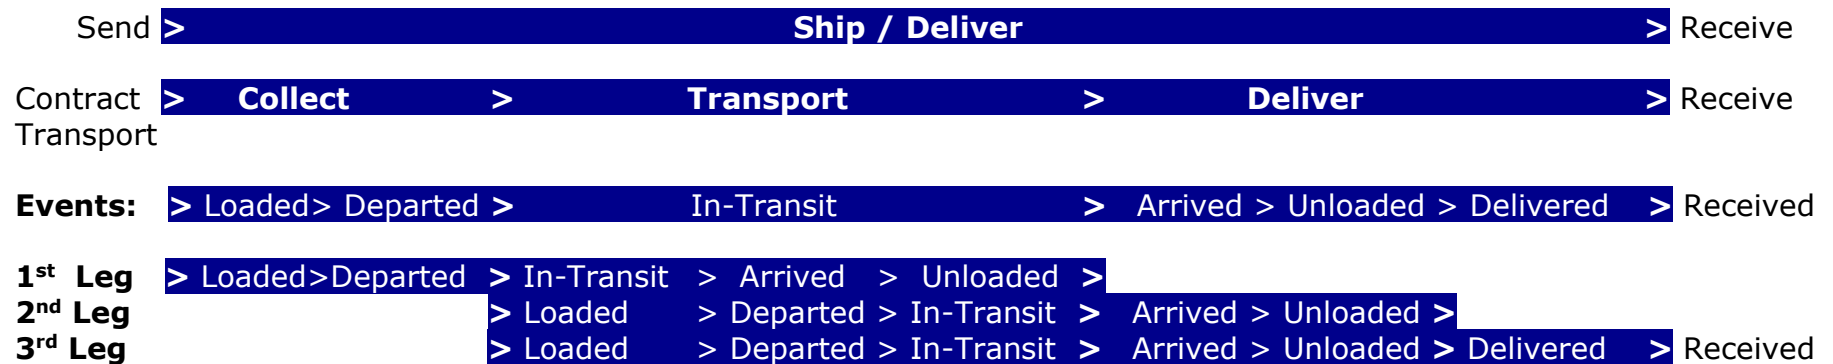 Send > Ship / Deliver > Receive
Contract > Collect > Transport > Deliver > Receive
Transport
Events: > Loaded> Departed > In-Transit > Arrived > Unloaded > Delivered > Received
1st Leg > Loaded>Departed > In-Transit > Arrived > Unloaded >
2nd Leg > Loaded > Departed > In-Transit > Arrived > Unloaded >
3rd Leg > Loaded > Departed > In-Transit > Arrived > Unloaded > Delivered > Received